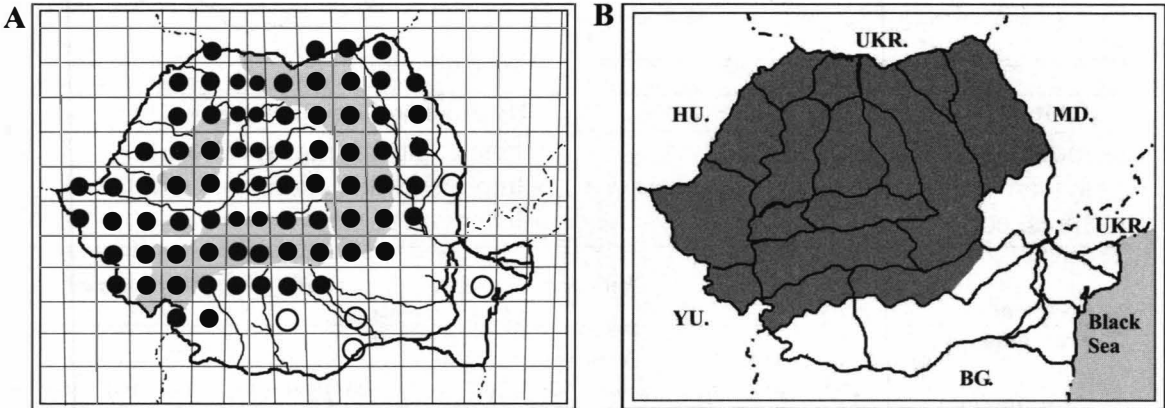 A
B
UKR.
HU.
MD.
UKR.
YU.
Black
Sea
BG.